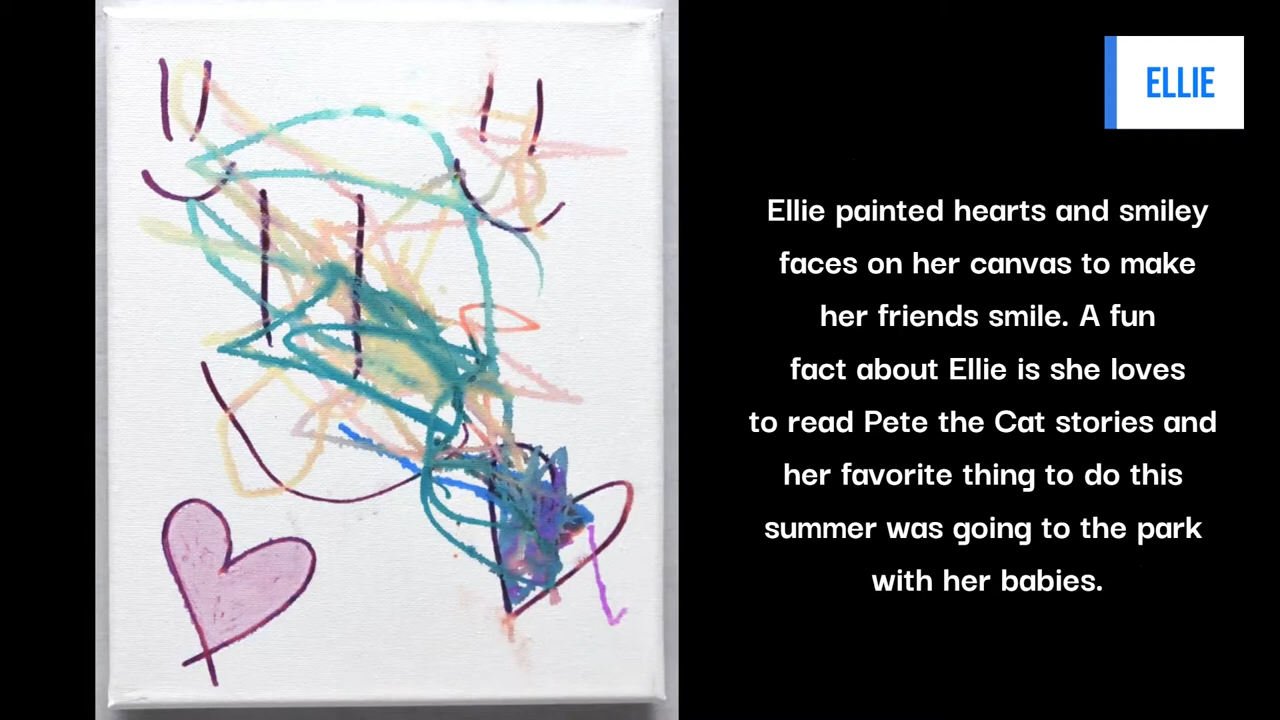 ELLIE
Ellie painted hearts and smiley
faces on her canvas to make
her friends smile. A fun
fact about Ellie is she loves
to read Pete the Cat stories and
her favorite thing to do this
summer was going to the park
with her babies.